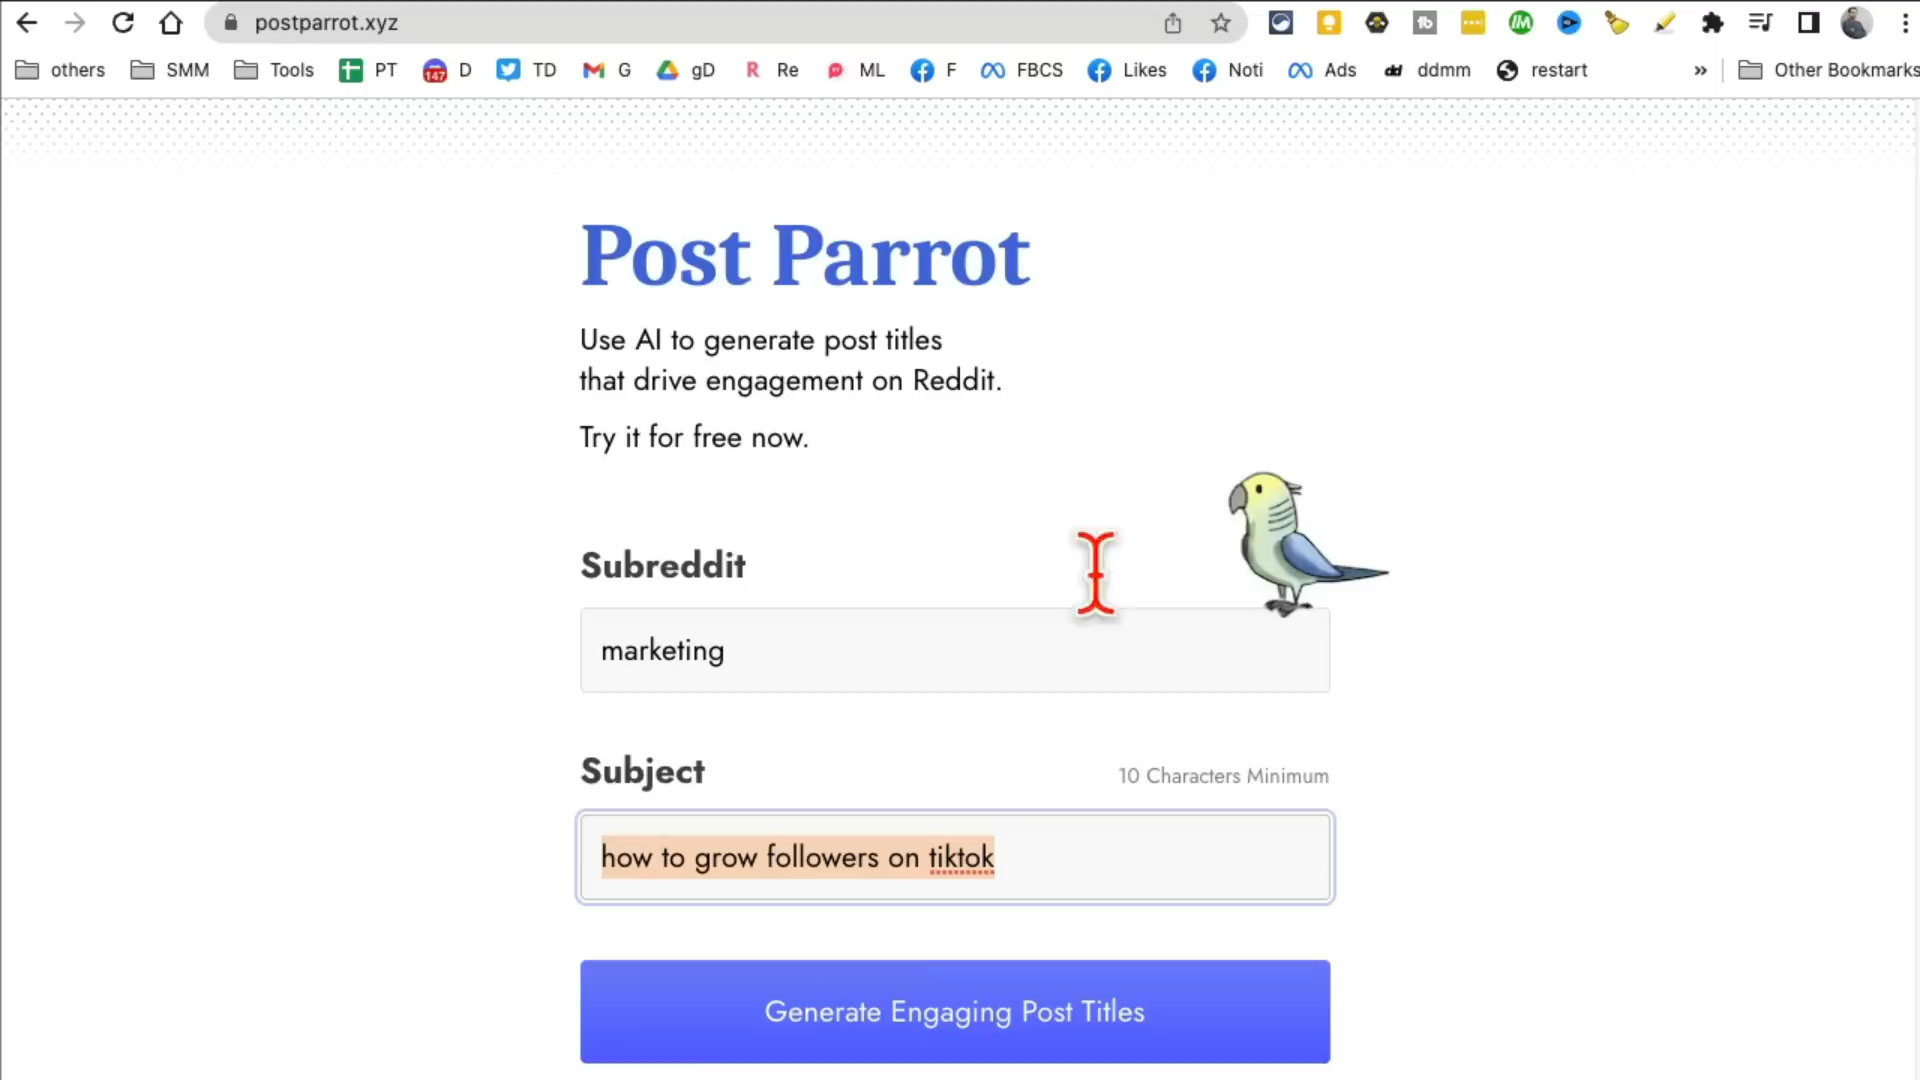 postparrot.xyz
others SMM Tools PT 147 D TD G gD R Re ML F FBCS Likes Noti Ads dd ddmm restart » Other Bookmarks
Post Parrot
Use AI to generate post titles
that drive engagement on Reddit.
Try it for free now.
Subreddit
marketing
Subject 10 Characters Minimum
how to grow followers on tiktok
Generate Engaging Post Titles